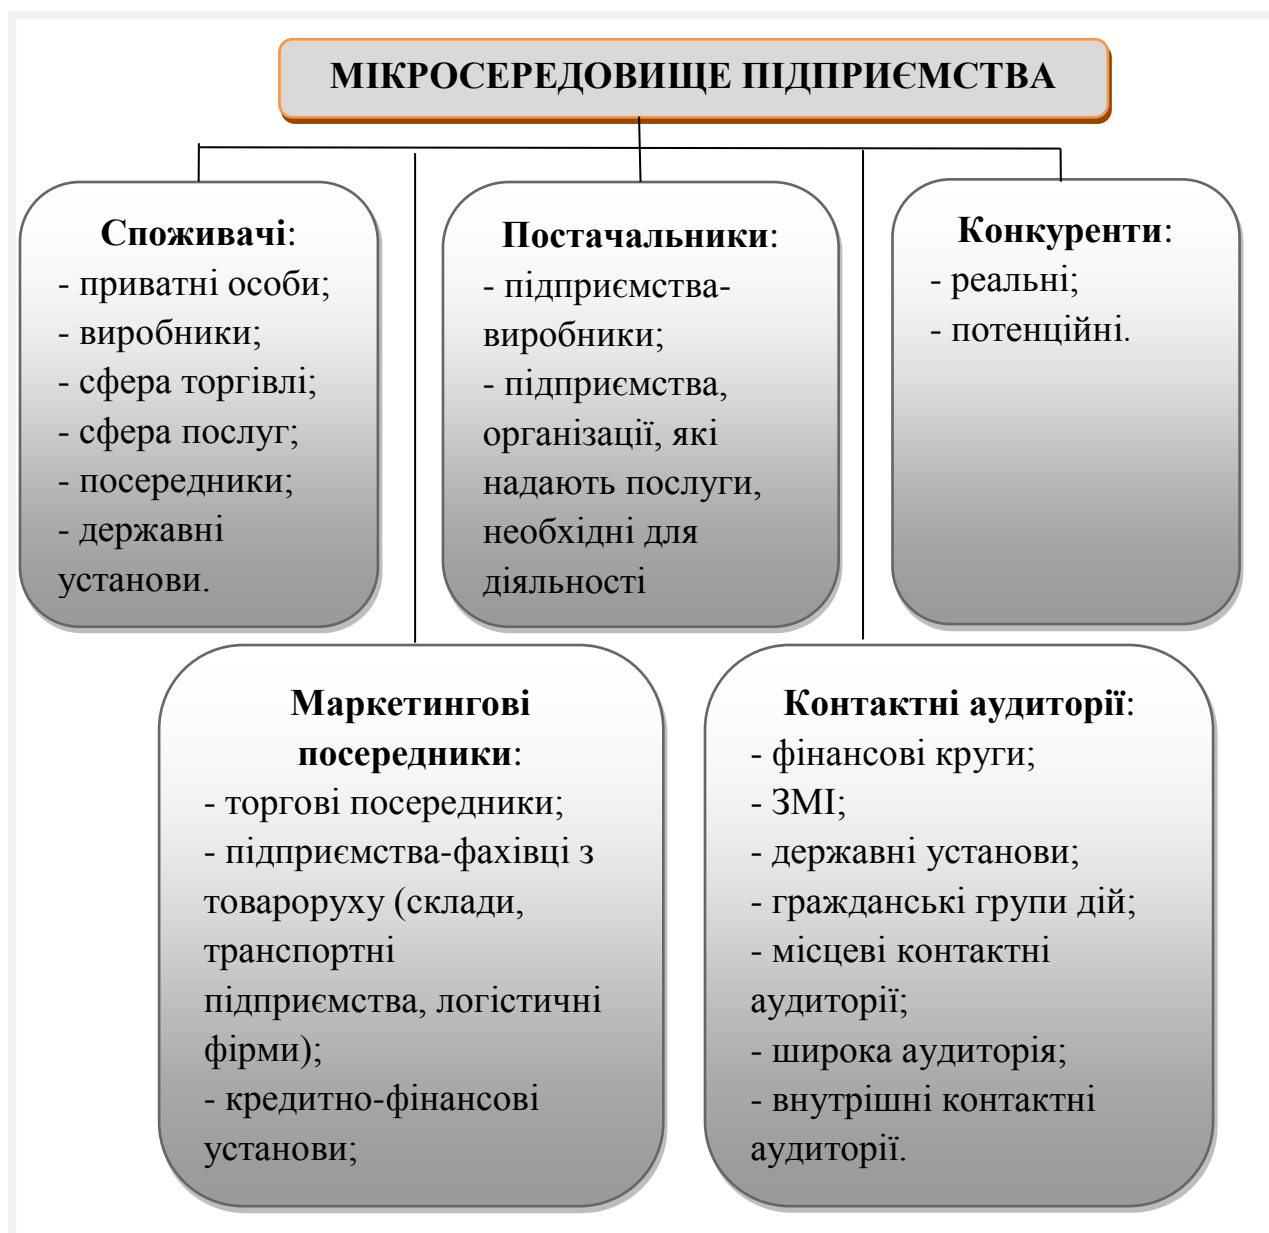 МІКРОСЕРЕДОВИЩЕ ПІДПРИЄМСТВА
Споживачі:
- приватні особи;
- виробники;
- сфера торгівлі;
- сфера послуг;
- посередники;
- державні
установи.
Постачальники:
- підприємства-
виробники;
- підприємства,
організації, які
надають послуги,
необхідні для
діяльності
Конкуренти:
- реальні;
- потенційні.
Маркетингові
посередники:
- торгові посередники;
- підприємства-фахівці з
товароруху (склади,
транспортні
підприємства, логістичні
фірми);
- кредитно-фінансові
установи;
Контактні аудиторії:
- фінансові круги;
- ЗМІ;
- державні установи;
- гражданські групи дій;
- місцеві контактні
аудиторії;
- широка аудиторія;
- внутрішні контактні
аудиторії.